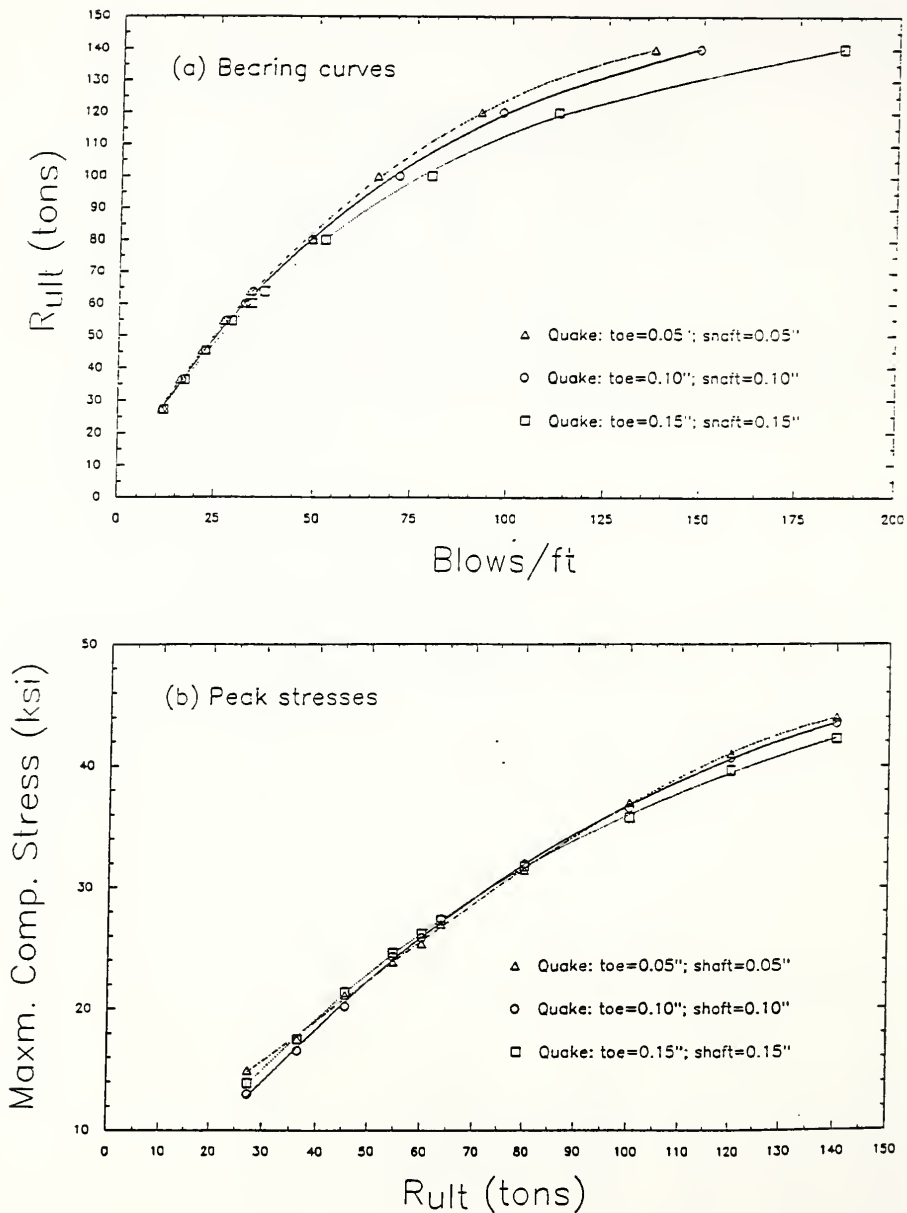 (a) Bearing curves
Rult (tons)
150
140
130
120
110
100
90
80
70
60
50
40
30
20
10
0
Quake: toe=0.05"; snaft=0.05"
Quake: toe=0.10"; snaft=0.10"
Quake: toe=0.15"; snaft=0.15"
0 25 50 75 100 125 150 175 200
Blows/ft
(b) Peak stresses
Maxm. Comp. Stress (ksi)
50
40
30
20
10
Quake: toe=0.05"; shaft=0.05"
Quake: toe=0.10"; shoft=0.10"
Quake: toe=0.15"; shaft=0.15"
0 10 20 30 40 50 60 70 80 90 100 110 120 130 140 150
Rult (tons)